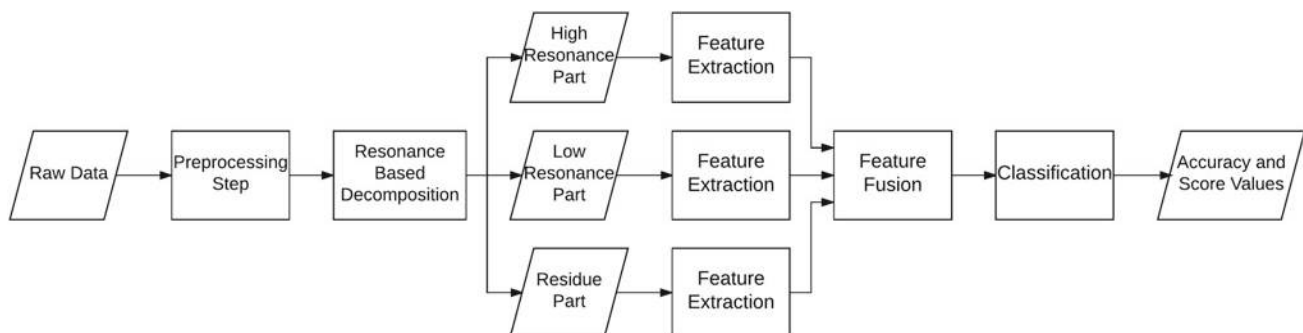 Raw Data
Preprocessing
Step
Resonance
Based
Decomposition
High
Resonance
Part
Feature
Extraction
Low
Resonance
Part
Feature
Extraction
Residue
Part
Feature
Extraction
Feature
Fusion
Classification
Accuracy and
Score Values